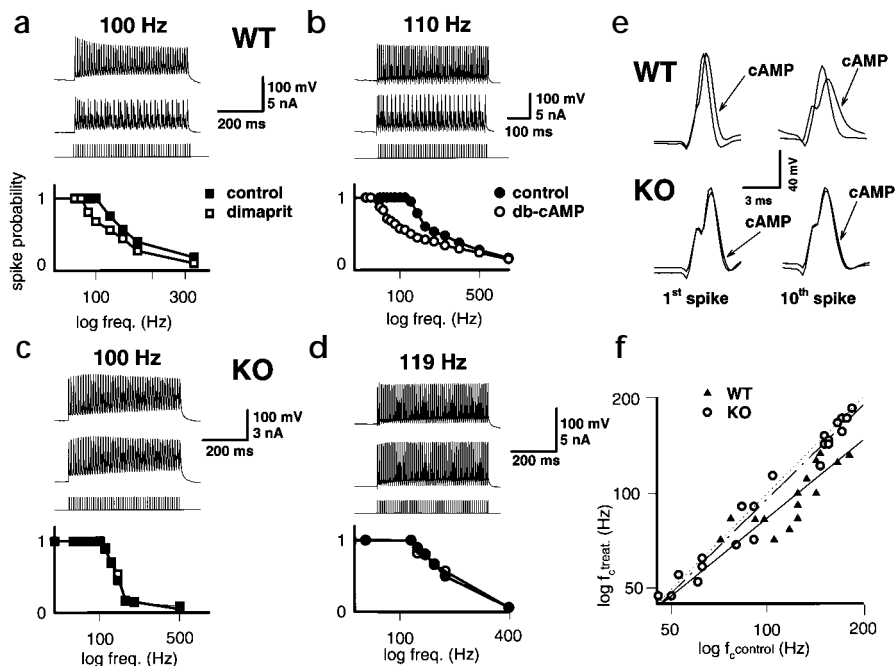 a
100 Hz
WT
100 mV
5 nA
200 ms
spike probability
1
0
control
dimaprit
100
300
log freq. (Hz)
b
110 Hz
100 mV
5 nA
100 ms
1
0
control
db-cAMP
100
500
log freq. (Hz)
e
WT
cAMP
cAMP
40 mV
3 ms
KO
cAMP
cAMP
1st spike
10th spike
c
100 Hz
KO
100 mV
3 nA
200 ms
1
0
100
500
log freq. (Hz)
d
119 Hz
100 mV
5 nA
200 ms
1
0
100
400
log freq. (Hz)
f
WT
KO
200
100
50
log fctreat. (Hz)
50
100
200
log fccontrol (Hz)